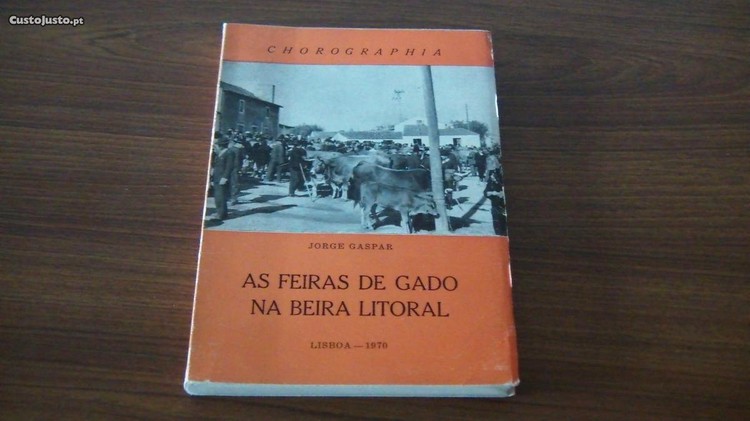 CustoJusto.pt
CHOROGRAPHIA
JORGE GASPAR
AS FEIRAS DE GADO
NA BEIRA LITORAL
LISBOA — 1970